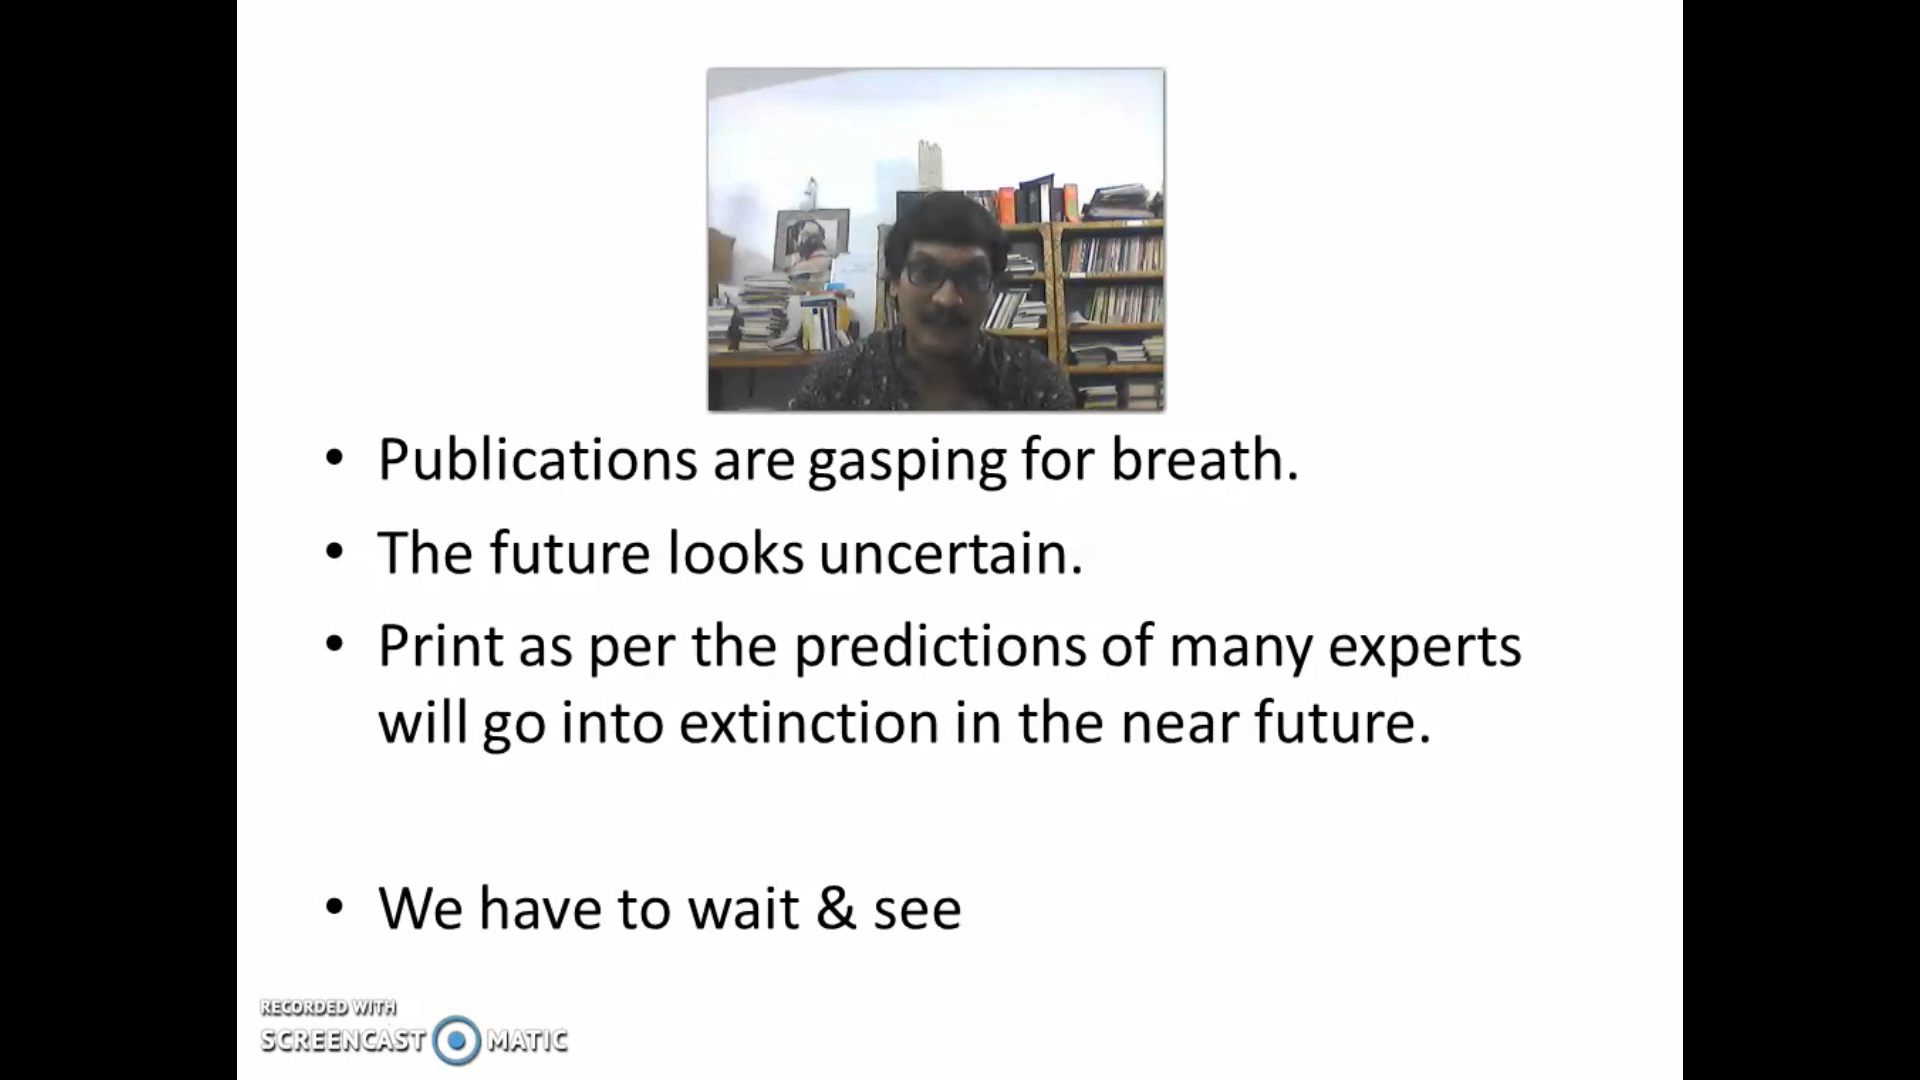 • Publications are gasping for breath.
• The future looks uncertain.
• Print as per the predictions of many experts
will go into extinction in the near future.
• We have to wait & see
RECORDED WITH
SCREENCAST MATIC